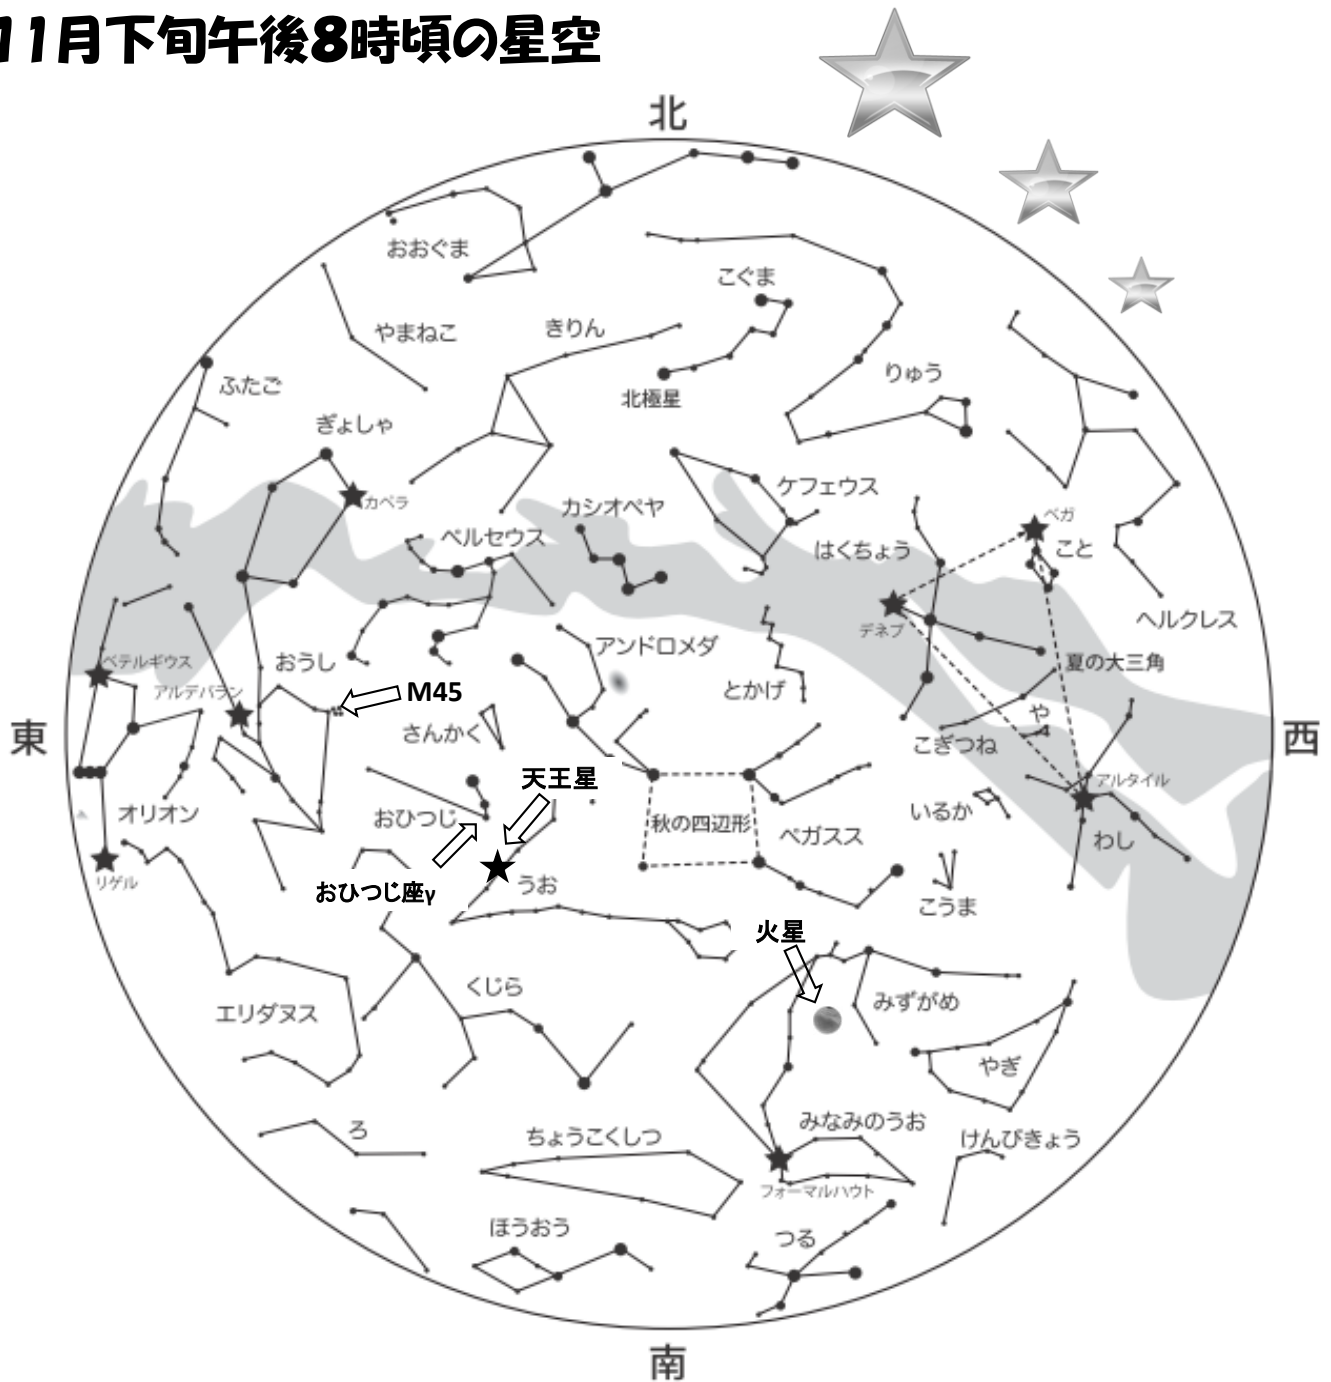 11月下旬午後8時頃の星空
北
おおぐま
こぐま
やまねこ
きりん
ふたご
北極星
りゅう
ぎょしゃ
カペラ
ケフェウス
カシオペヤ
ペルセウス
ベガ
こと
はくちょう
ヘルクレス
デネブ
アンドロメダ
ベテルギウス
おうし
夏の大三角
アルデバラン
M45
とかげ
さんかく
や
こぎつね
東
西
天王星
アルタイル
オリオン
おひつじ
秋の四辺形
ペガスス
いるか
わし
リゲル
おひつじ座γ
うお
こうま
火星
くじら
みずがめ
エリダヌス
やぎ
ろ
ちょうこくしつ
みなみのうお
けんびきょう
フォーマルハウト
ほうおう
つる
南